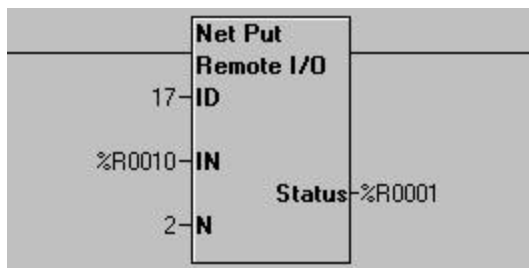 Net Put
Remote I/O
17 ID
%R0010 IN
Status %R0001
2 N